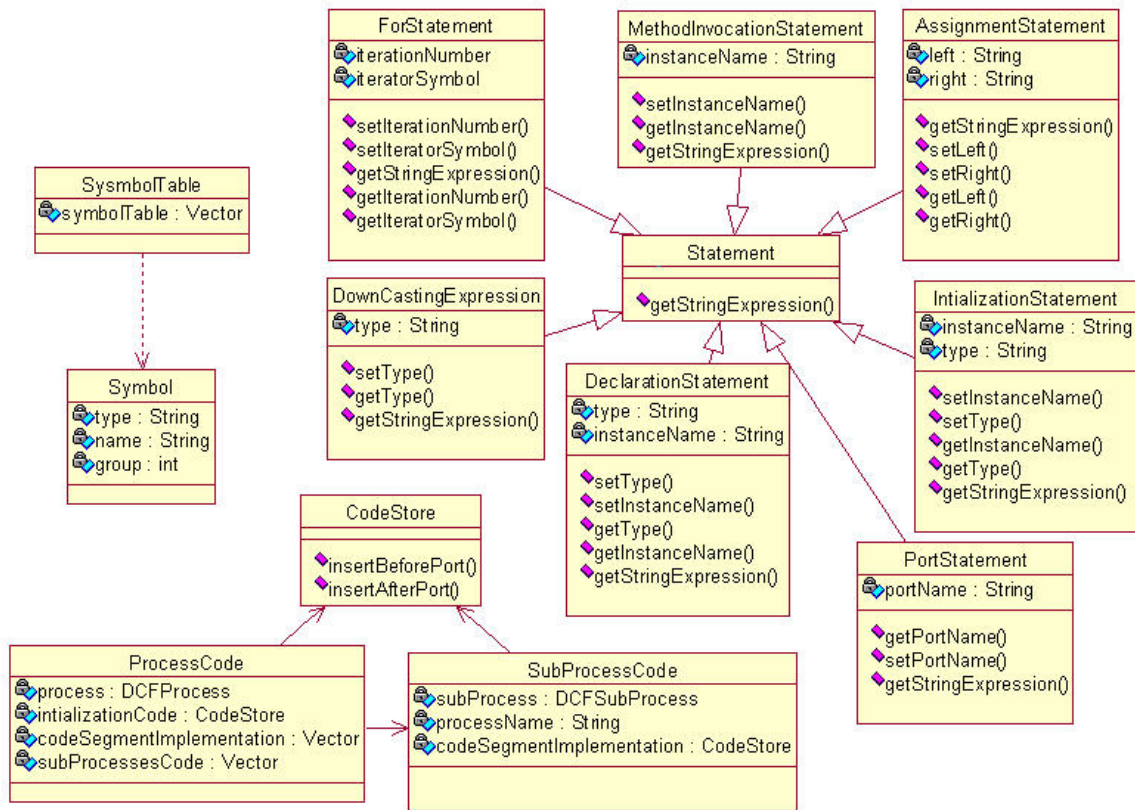 ForStatement
iterationNumber
iteratorSymbol
setIterationNumber()
setIteratorSymbol()
getStringExpression()
getIterationNumber()
getIteratorSymbol()
MethodInvocationStatement
instanceName : String
setInstanceName()
getInstanceName()
getStringExpression()
AssignmentStatement
left : String
right : String
getStringExpression()
setLeft()
setRight()
getLeft()
getRight()
SysmbolTable
symbolTable : Vector
Statement
getStringExpression()
DownCastingExpression
type : String
setType()
getType()
getStringExpression()
IntializationStatement
instanceName : String
type : String
setInstanceName()
setType()
getInstanceName()
getType()
getStringExpression()
Symbol
type : String
name : String
group : int
DeclarationStatement
type : String
instanceName : String
setType()
setInstanceName()
getType()
getInstanceName()
getStringExpression()
CodeStore
insertBeforePort()
insertAfterPort()
PortStatement
portName : String
getPortName()
setPortName()
getStringExpression()
ProcessCode
process : DCFProcess
intializationCode : CodeStore
codeSegmentImplementation : Vector
subProcessesCode : Vector
SubProcessCode
subProcess : DCFSubProcess
processName : String
codeSegmentImplementation : CodeStore